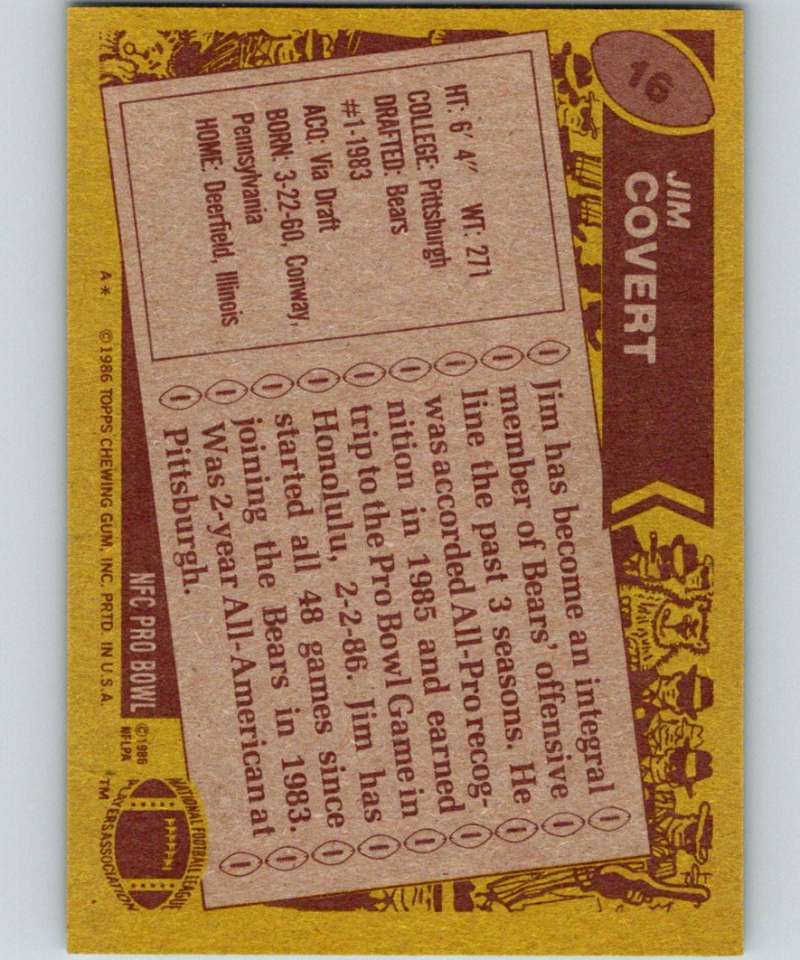 16
JIM
COVERT
HT: 6' 4" WT: 271
COLLEGE: Pittsburgh
DRAFTED: Bears
#1-1983
ACQ: Via Draft
BORN: 3-22-60, Conway,
Pennsylvania
HOME: Deerfield, Illinois
Jim has become an integral
member of Bears' offensive
line the past 3 seasons. He
was accorded All-Pro recog-
nition in 1985 and earned
trip to the Pro Bowl Game in
Honolulu, 2-2-86. Jim has
started all 48 games since
joining the Bears in 1983.
Was 2-year All-American at
Pittsburgh.
NFC PRO BOWL
©1986
NFLPA
NATIONAL FOOTBALL LEAGUE
PLAYERS ASSOCIATION
™
A* ©1986 TOPPS CHEWING GUM, INC. PRTD. IN U.S.A.